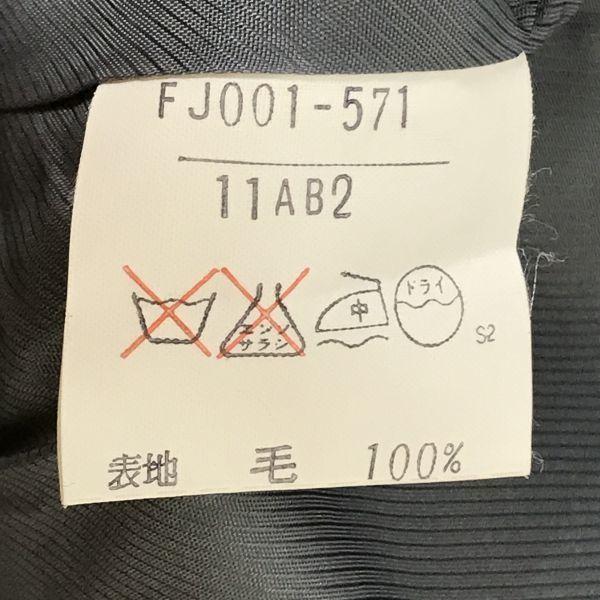 FJ001-571
11AB2
エンソ
サラシ
中
ドライ
S2
表地 毛 100%